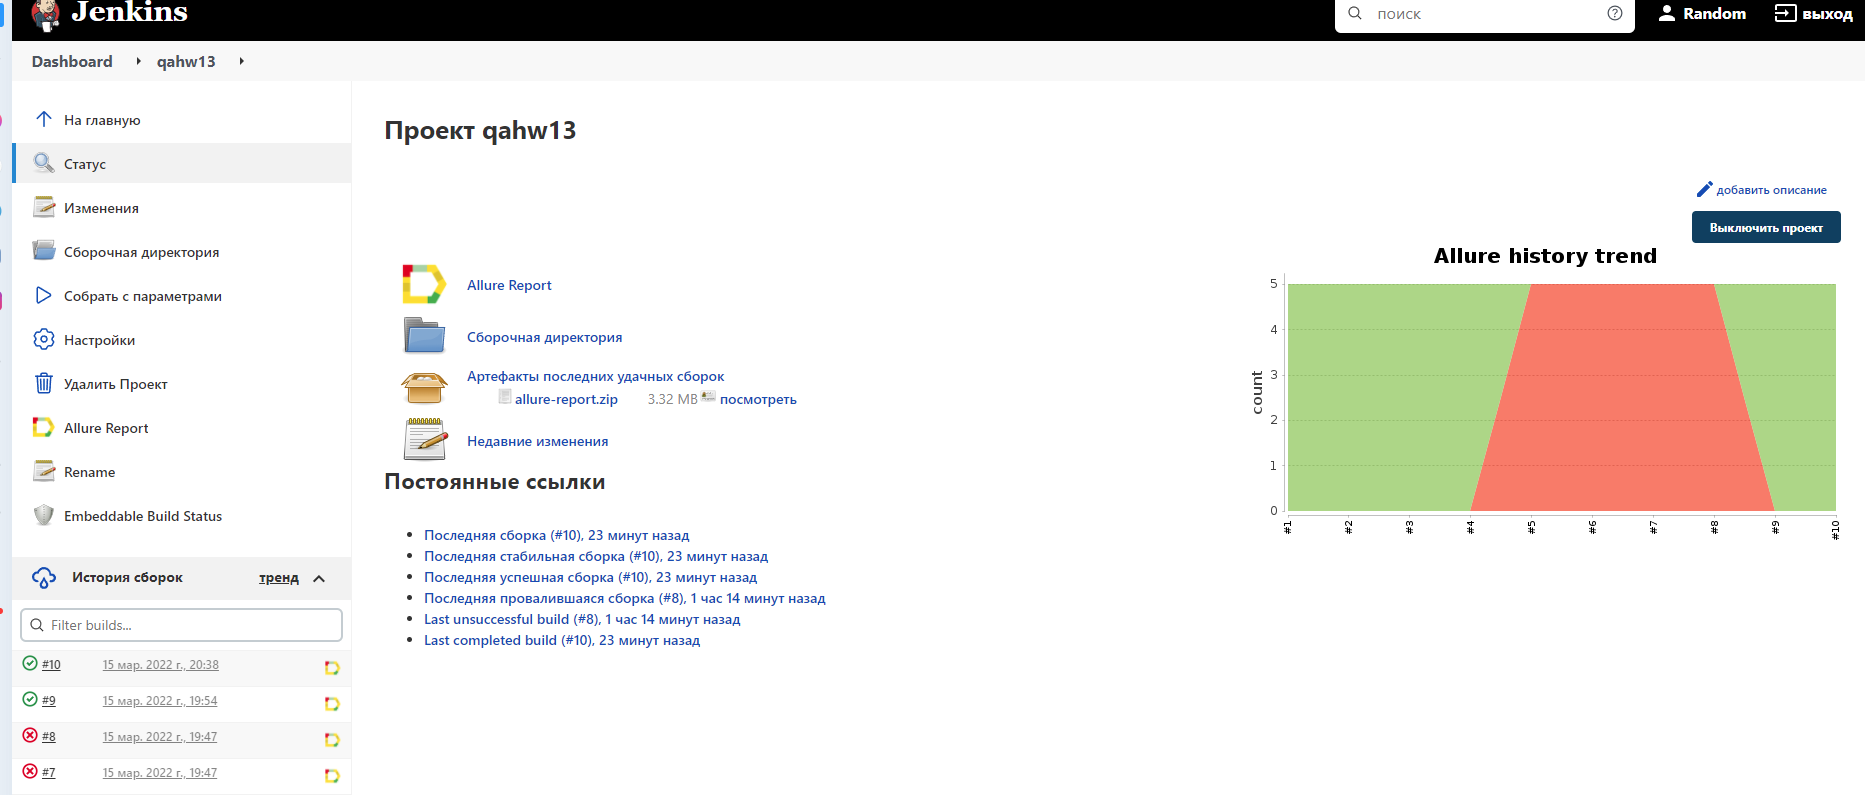 Jenkins
поиск
Random
выход
Dashboard
qahw13
На главную
Статус
Изменения
Сборочная директория
Собрать с параметрами
Настройки
Удалить Проект
Allure Report
Rename
Embeddable Build Status
История сборок
тренд
Filter builds...
#10 15 мар. 2022 г., 20:38
#9 15 мар. 2022 г., 19:54
#8 15 мар. 2022 г., 19:47
#7 15 мар. 2022 г., 19:47
Проект qahw13
добавить описание
Выключить проект
Allure Report
Сборочная директория
Артефакты последних удачных сборок
allure-report.zip 3.32 MB посмотреть
Недавние изменения
Постоянные ссылки
Последняя сборка (#10), 23 минут назад
Последняя стабильная сборка (#10), 23 минут назад
Последняя успешная сборка (#10), 23 минут назад
Последняя провалившаяся сборка (#8), 1 час 14 минут назад
Last unsuccessful build (#8), 1 час 14 минут назад
Last completed build (#10), 23 минут назад
Allure history trend
5
4
3
2
1
0
count
#1 #2 #3 #4 #5 #6 #7 #8 #9 #10